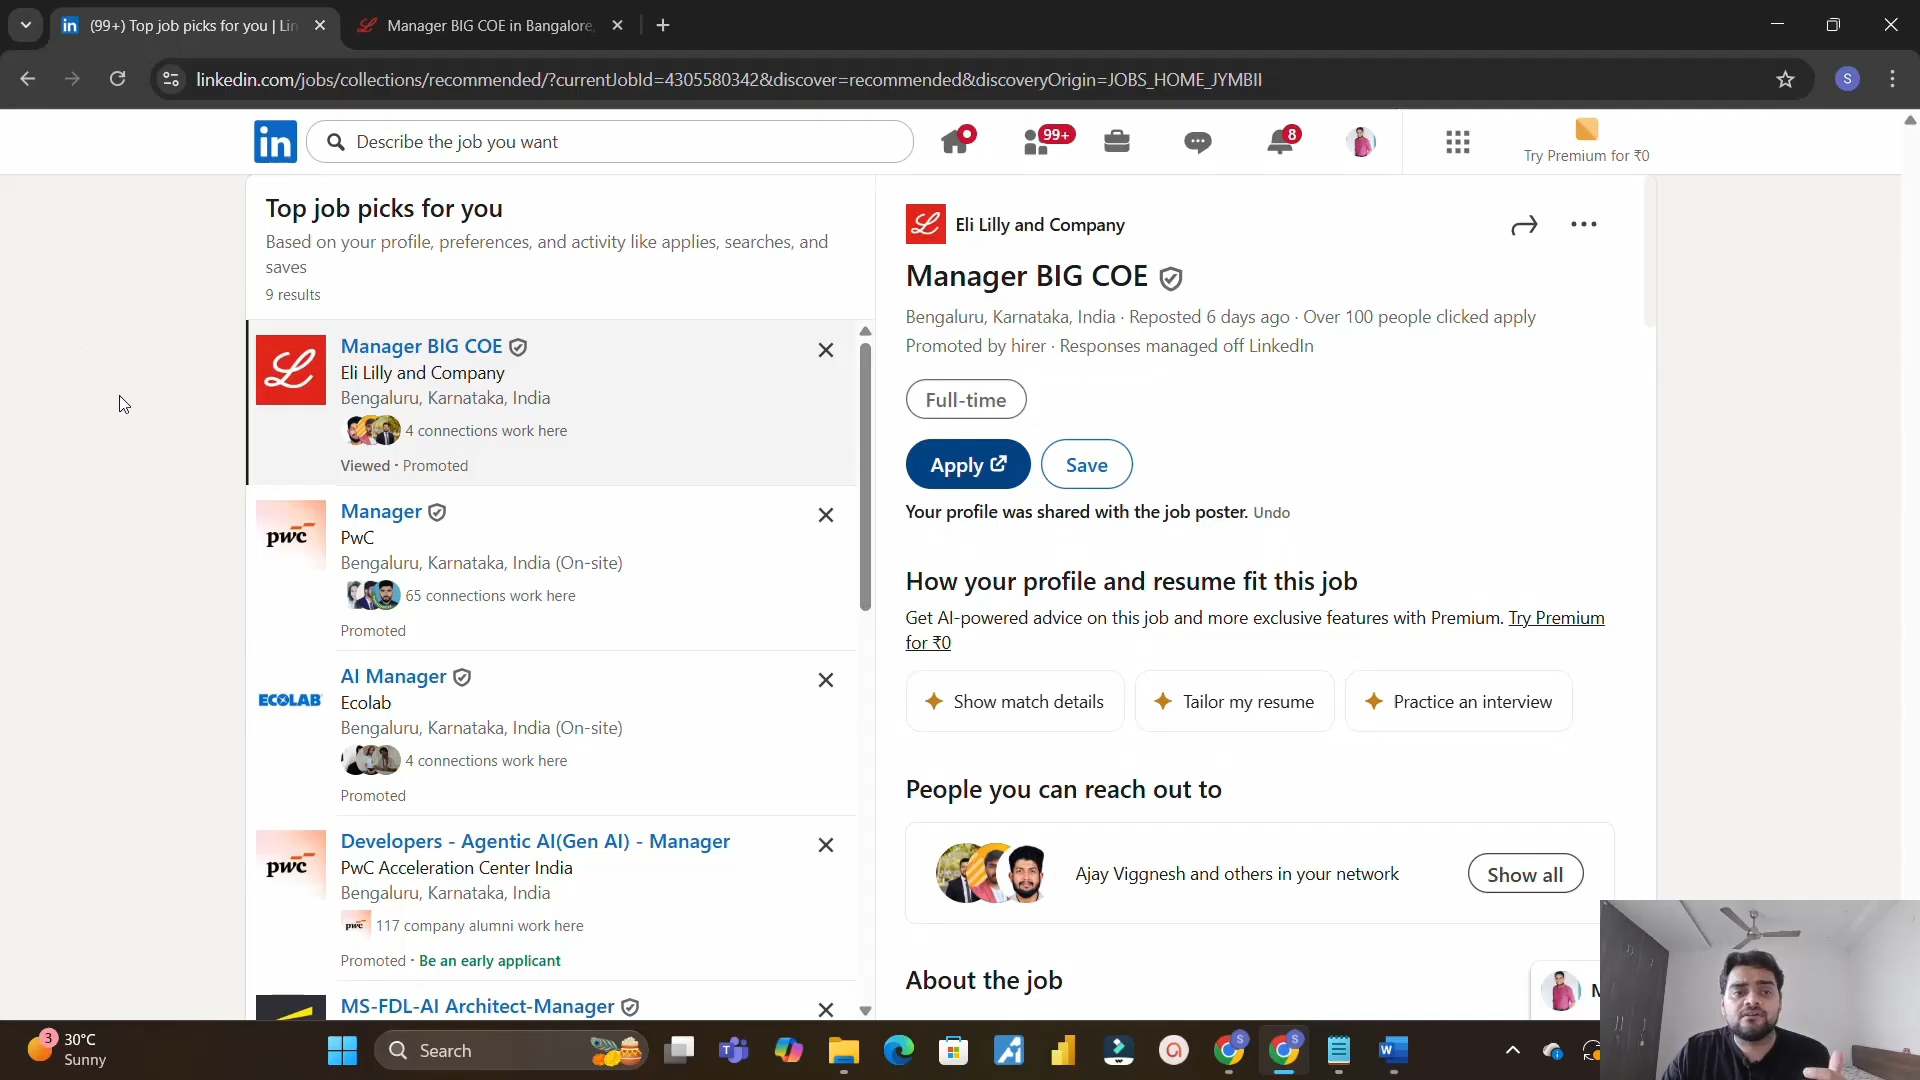 (99+) Top job picks for you | Lin
Manager BIG COE in Bangalore,
linkedin.com/jobs/collections/recommended/?currentJobId=4305580342&discover=recommended&discoveryOrigin=JOBS_HOME_JYMBII
S
in
Describe the job you want
99+
8
Try Premium for ₹0
Top job picks for you
Based on your profile, preferences, and activity like applies, searches, and
saves
9 results
Manager BIG COE
Eli Lilly and Company
Bengaluru, Karnataka, India
4 connections work here
Viewed · Promoted
pwc
Manager
PwC
Bengaluru, Karnataka, India (On-site)
65 connections work here
Promoted
ECOLAB
AI Manager
Ecolab
Bengaluru, Karnataka, India (On-site)
4 connections work here
Promoted
pwc
Developers - Agentic AI(Gen AI) - Manager
PwC Acceleration Center India
Bengaluru, Karnataka, India
pwc 117 company alumni work here
Promoted · Be an early applicant
MS-FDL-AI Architect-Manager
Eli Lilly and Company
Manager BIG COE
Bengaluru, Karnataka, India · Reposted 6 days ago · Over 100 people clicked apply
Promoted by hirer · Responses managed off LinkedIn
Full-time
Apply
Save
Your profile was shared with the job poster. Undo
How your profile and resume fit this job
Get AI-powered advice on this job and more exclusive features with Premium. Try Premium
for ₹0
Show match details
Tailor my resume
Practice an interview
People you can reach out to
Ajay Viggnesh and others in your network
Show all
About the job
3
30°C
Sunny
Search